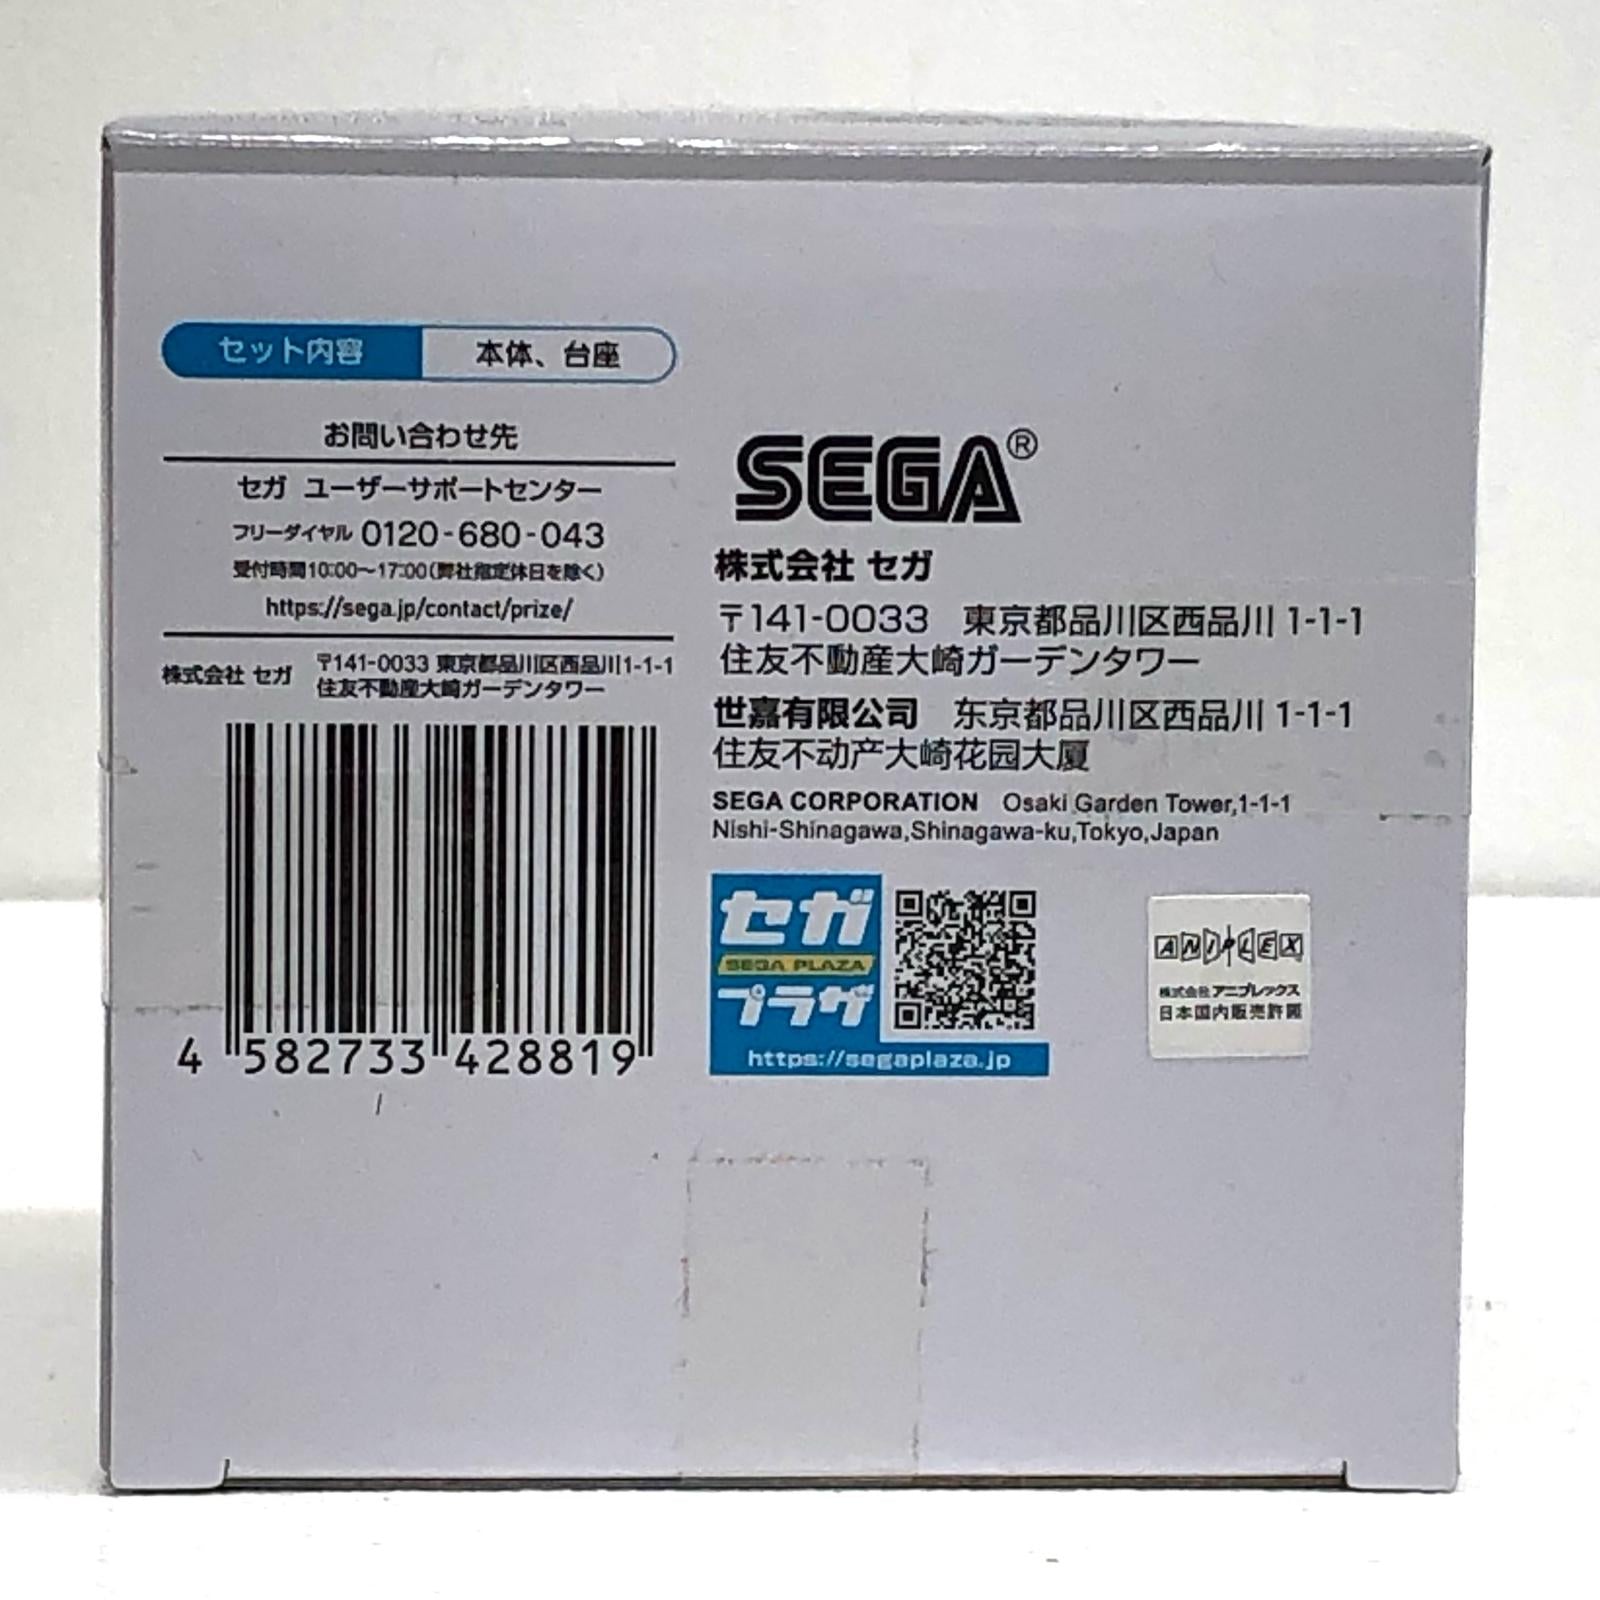 セット内容 本体、台座
お問い合わせ先
セガ ユーザーサポートセンター
フリーダイヤル 0120-680-043
受付時間10:00〜17:00(弊社指定休日を除く)
https://sega.jp/contact/prize/
株式会社 セガ 〒141-0033 東京都品川区西品川1-1-1
住友不動産大崎ガーデンタワー
4 582733 428819
SEGA®
株式会社 セガ
〒141-0033 東京都品川区西品川 1-1-1
住友不動産大崎ガーデンタワー
世嘉有限公司 东京都品川区西品川 1-1-1
住友不动产大崎花园大厦
SEGA CORPORATION Osaki Garden Tower,1-1-1
Nishi-Shinagawa,Shinagawa-ku,Tokyo,Japan
セガ
SEGA PLAZA
プラザ
https://segaplaza.jp
ANIPLEX
株式会社アニプレックス
日本国内販売許諾